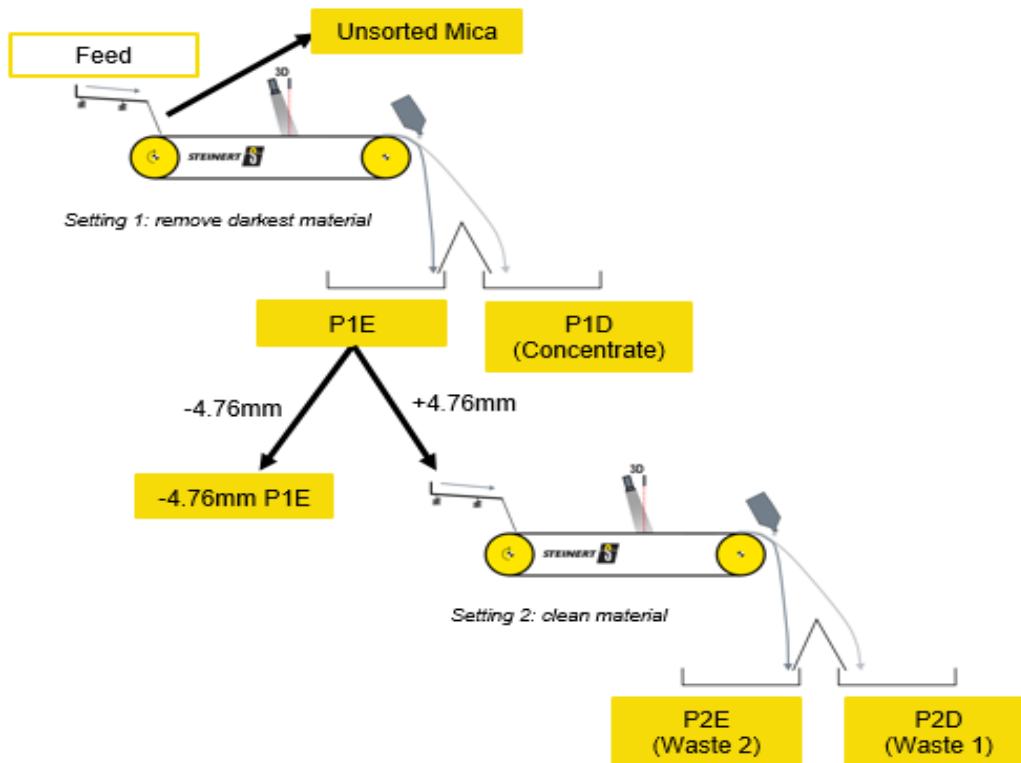 Unsorted Mica
Feed
3D
STEINERT
Setting 1: remove darkest material
P1E
P1D
(Concentrate)
-4.76mm
+4.76mm
-4.76mm P1E
3D
STEINERT
Setting 2: clean material
P2E
(Waste 2)
P2D
(Waste 1)